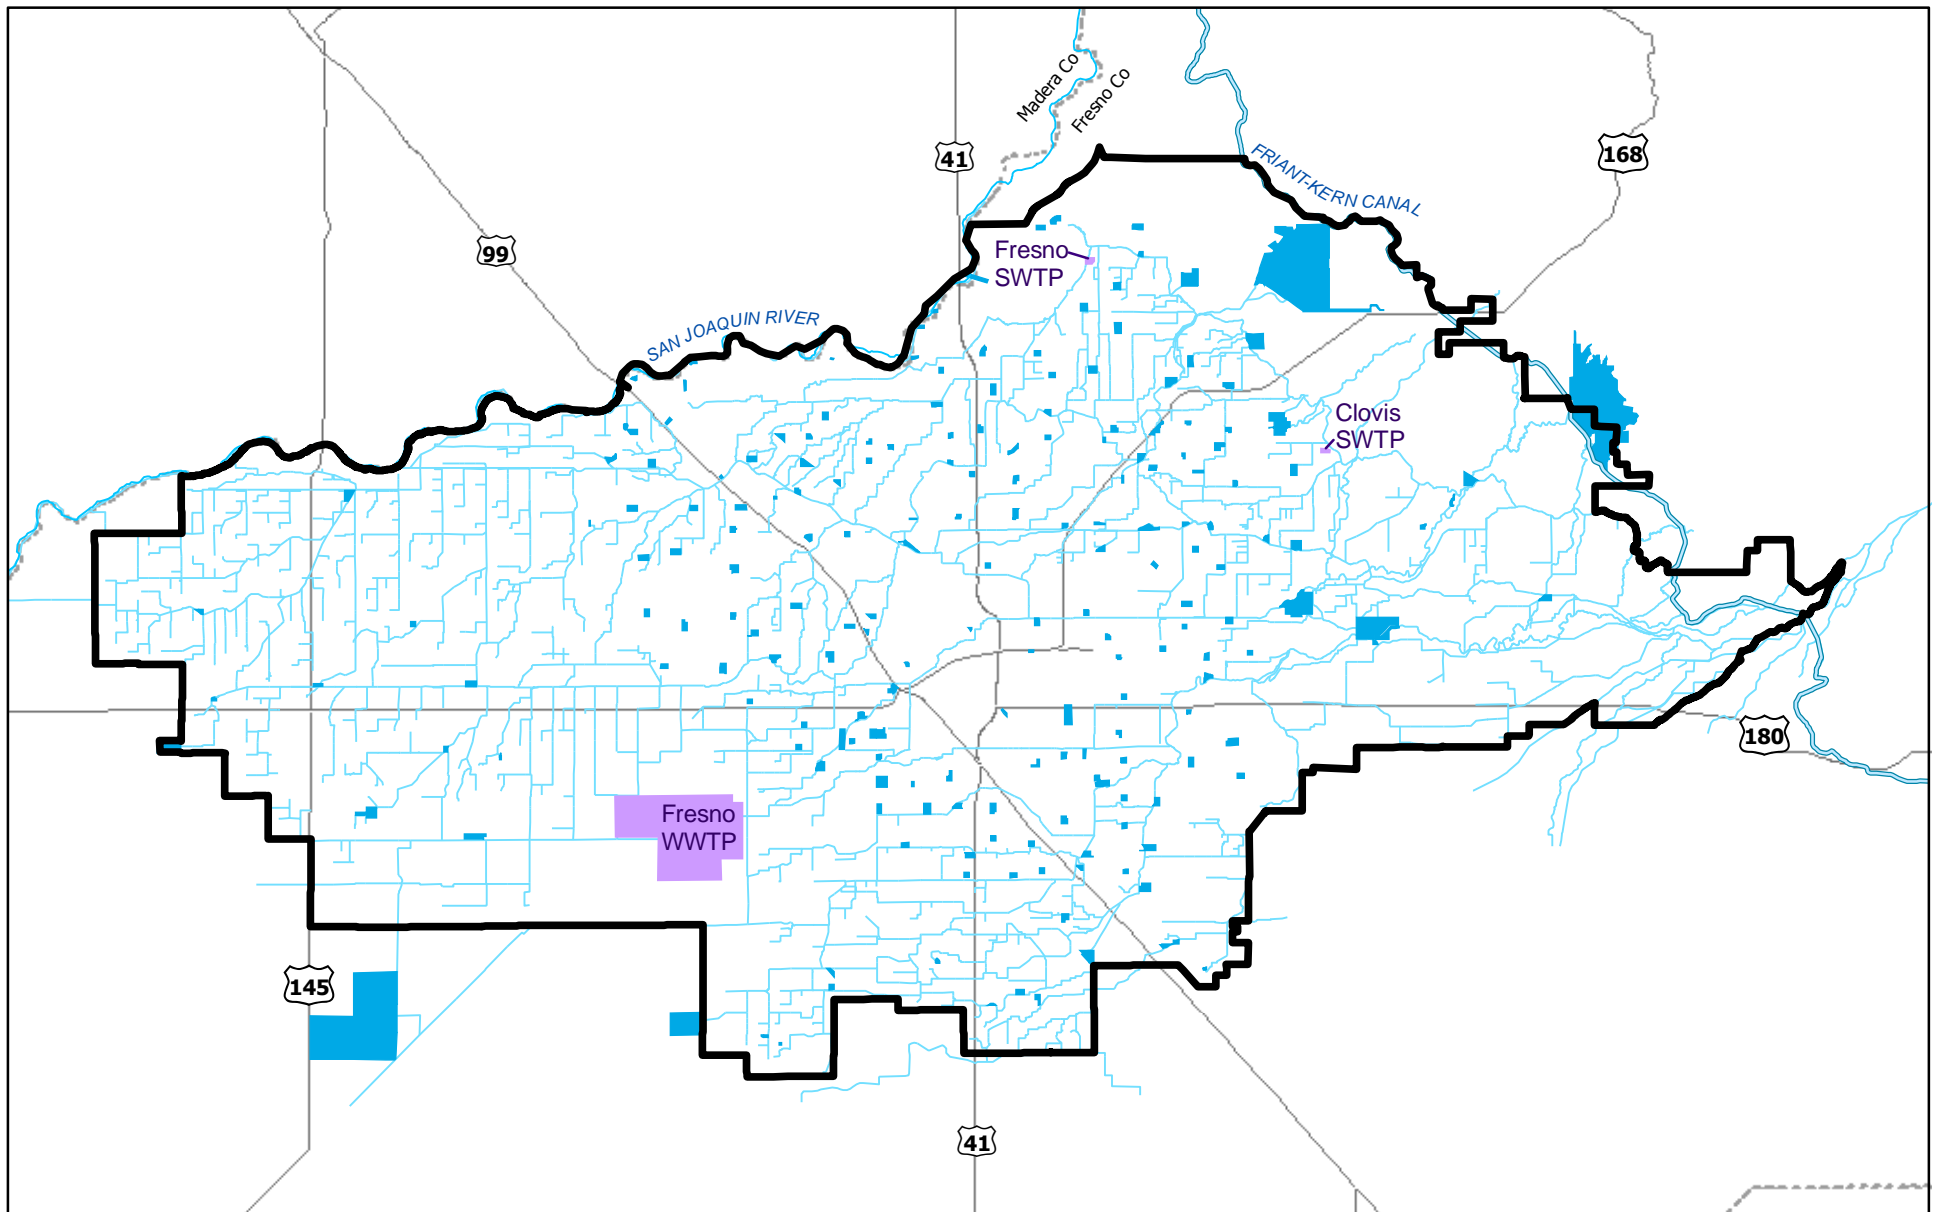 Madera Co
Fresno Co
41
168
FRIANT-KERN CANAL
99
Fresno
SWTP
SAN JOAQUIN RIVER
Clovis
SWTP
180
Fresno
WWTP
145
41